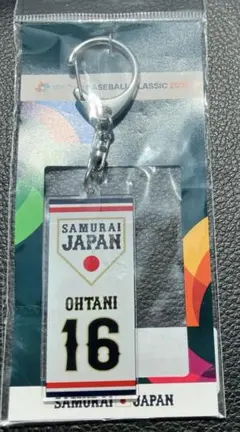 BASEBALL CLASSIC
SAMURAI
JAPAN
OHTANI
16
SAMURAI JAPAN